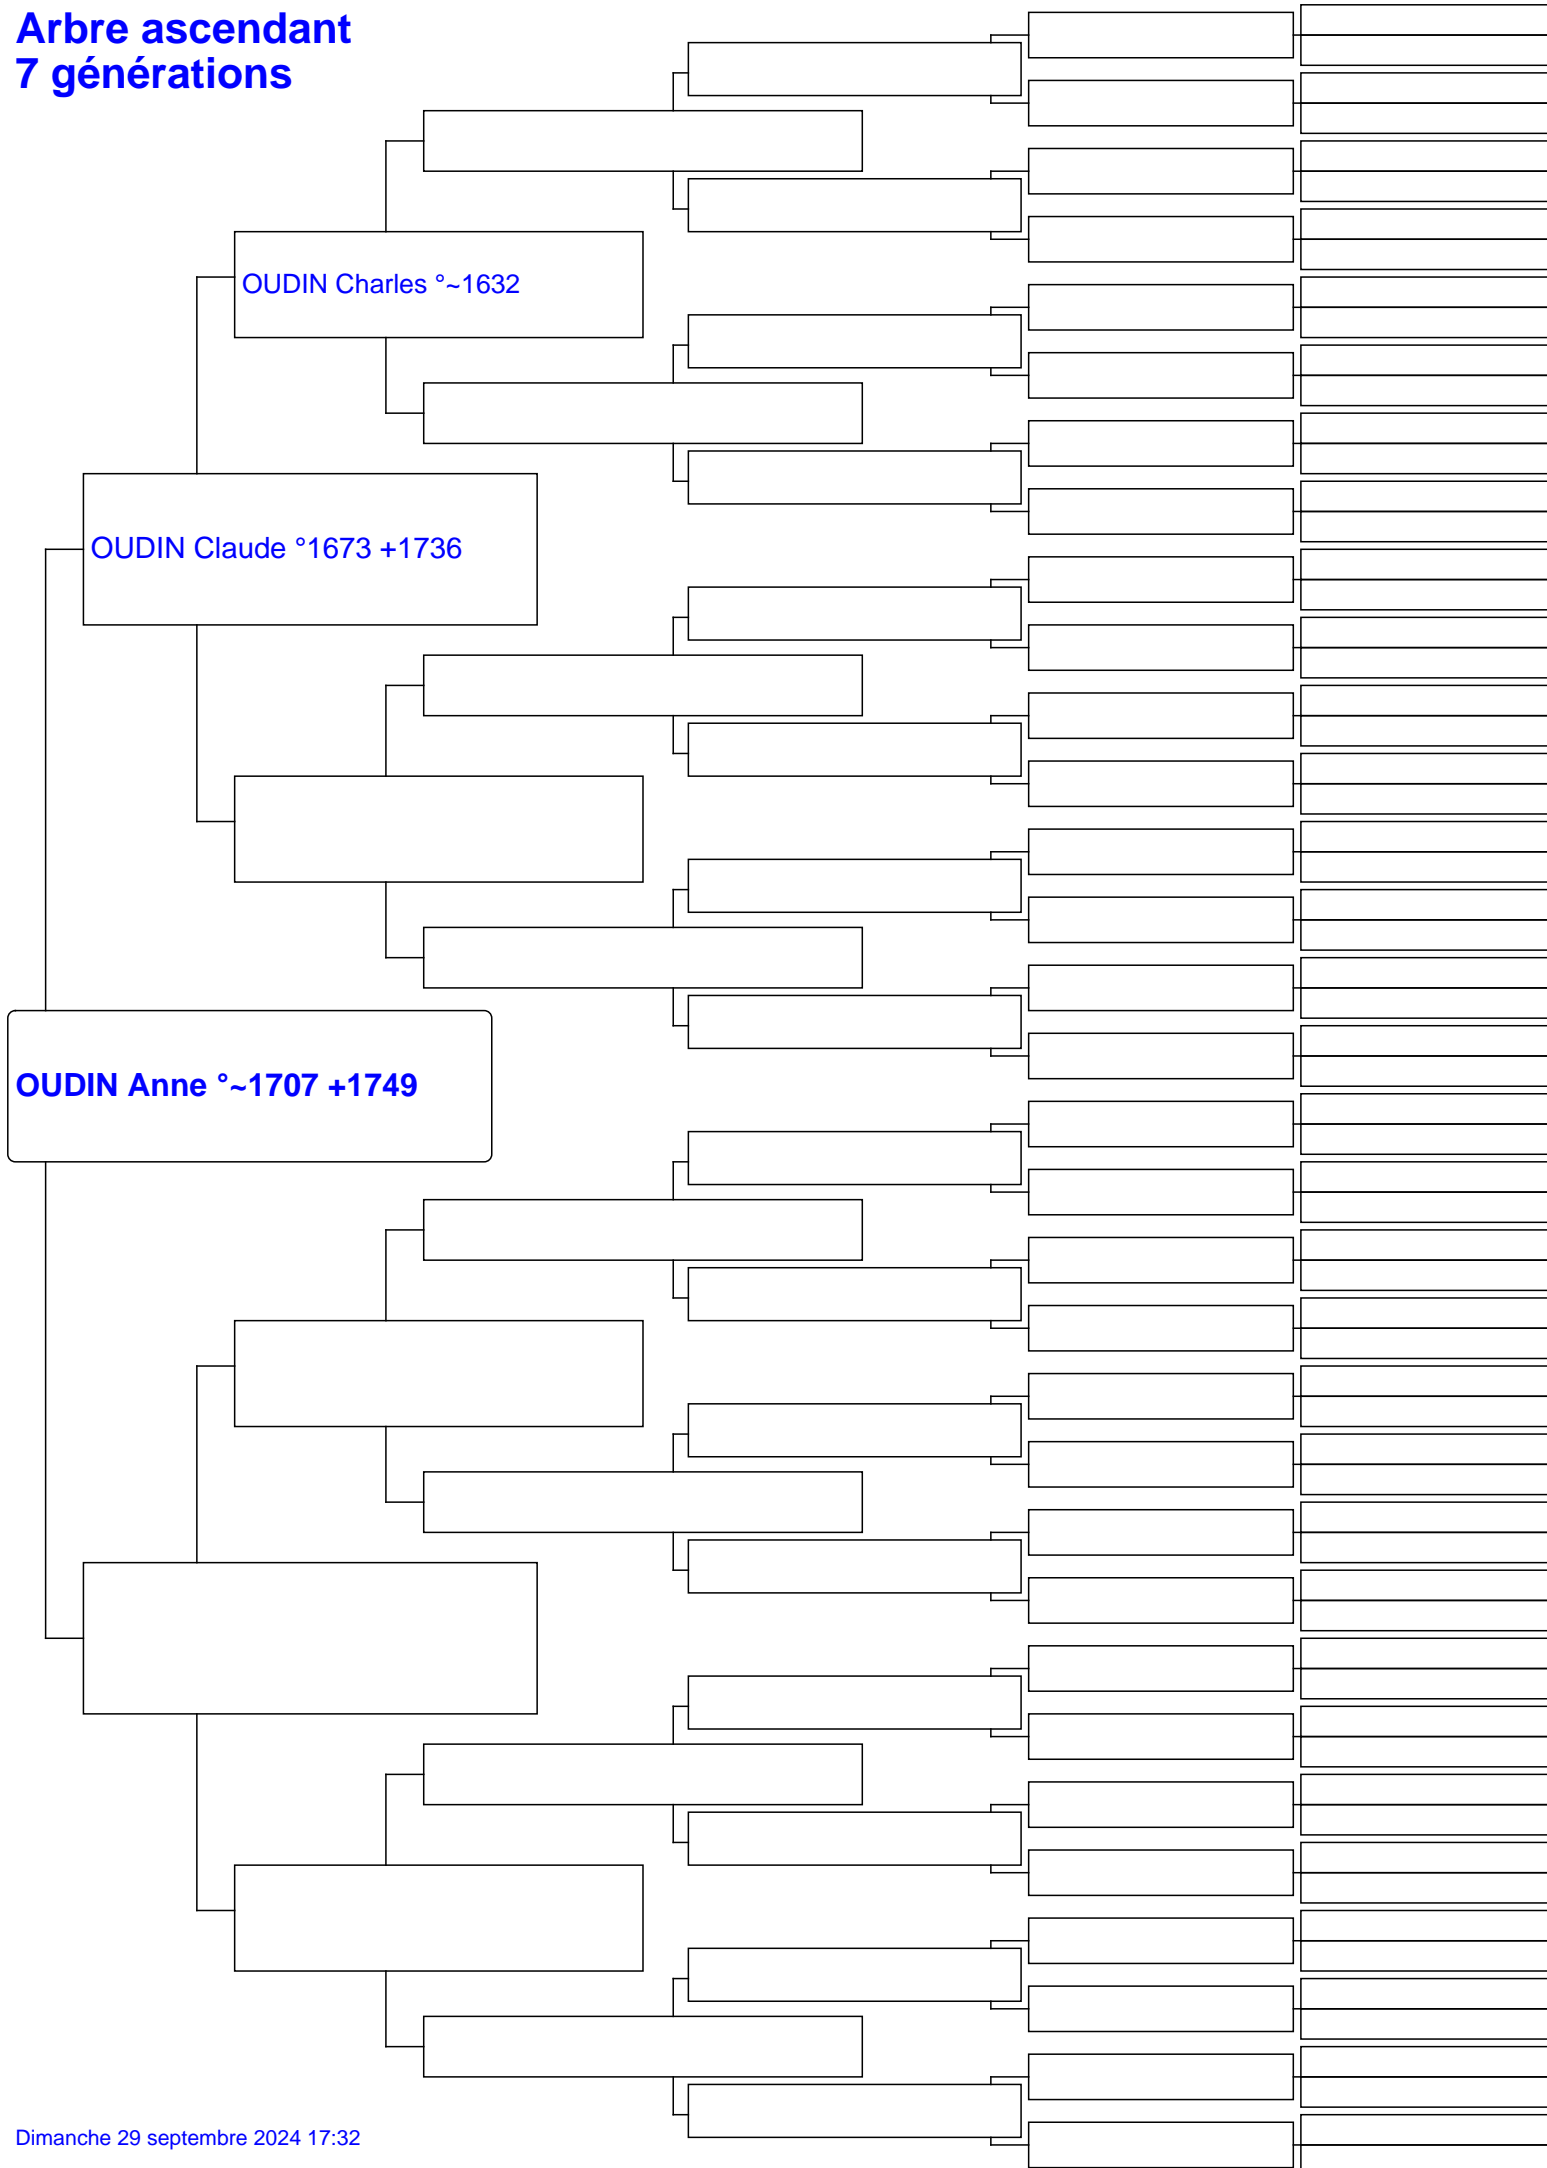 Arbre ascendant
7 générations
OUDIN Charles °~1632
OUDIN Claude °1673 +1736
OUDIN Anne °~1707 +1749
Dimanche 29 septembre 2024 17:32